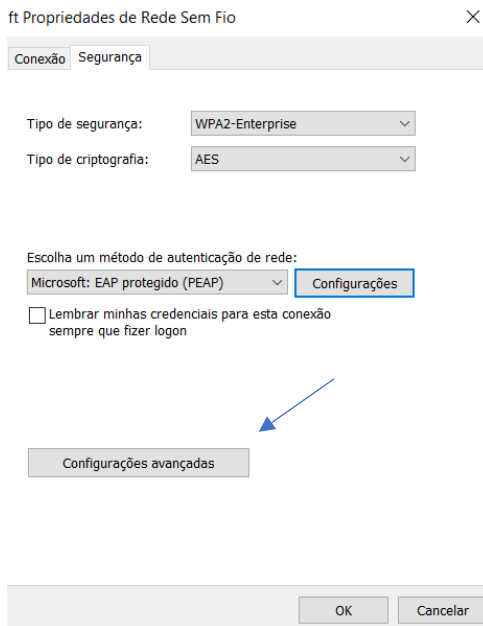 ft Propriedades de Rede Sem Fio
Conexão Segurança
Tipo de segurança: WPA2-Enterprise
Tipo de criptografia: AES
Escolha um método de autenticação de rede:
Microsoft: EAP protegido (PEAP) Configurações
Lembrar minhas credenciais para esta conexão
sempre que fizer logon
Configurações avançadas
OK Cancelar